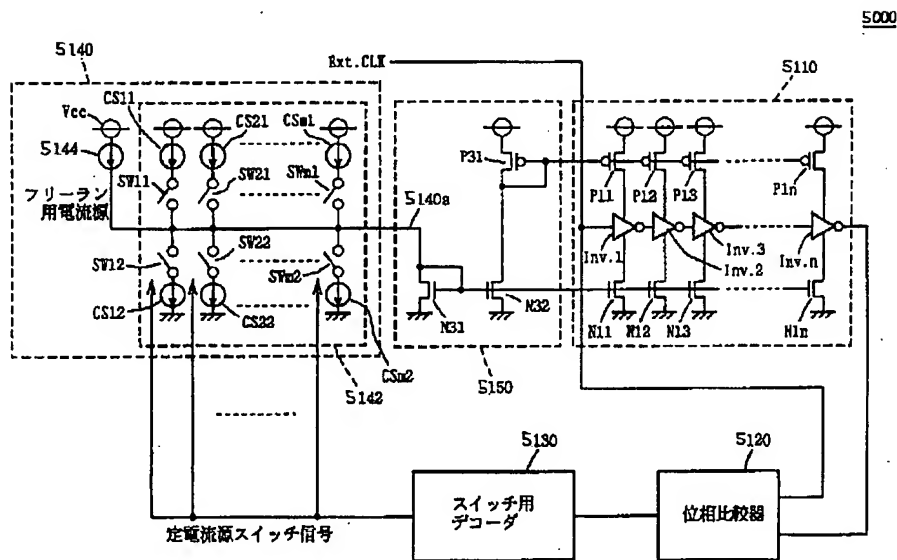 5000
5140
Ext.CLK
5110
Vcc
CS11
CS21
CSm1
5144
P31
P11
P12
P13
P1n
SW11
SW21
SWm1
5140a
フリーラン
用電流源
SW12
SW22
SWm2
Inv.1
Inv.2
Inv.3
Inv.n
CS12
CS22
CSm2
N31
N32
N11
N12
N13
N1n
5142
5150
5130
5120
スイッチ用
デコーダ
位相比較器
定電流源スイッチ信号